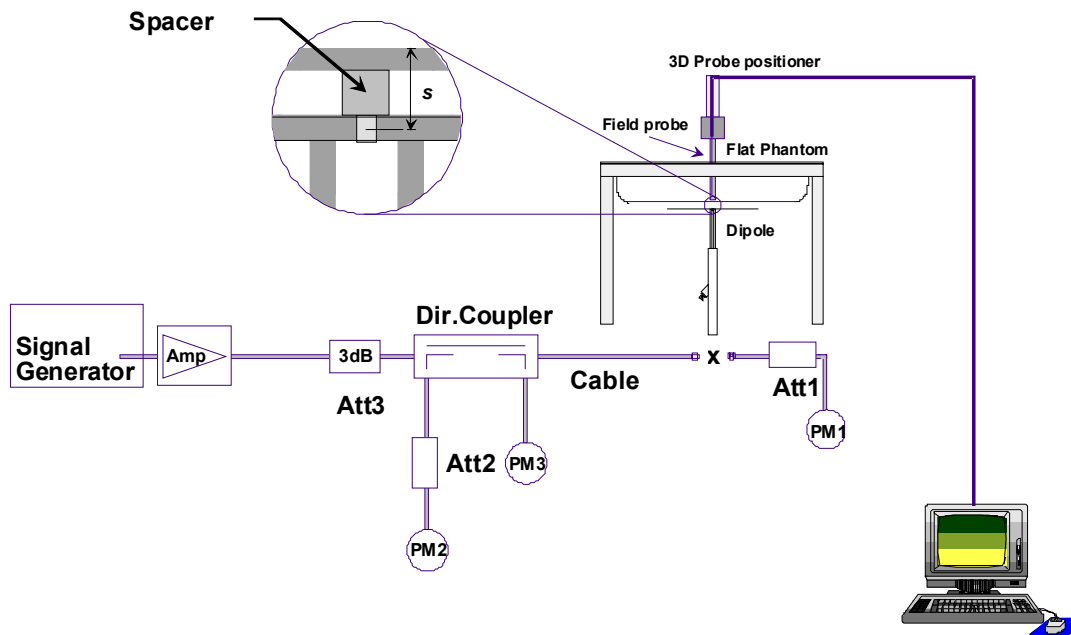 Spacer
s
3D Probe positioner
Field probe
Flat Phantom
Dipole
Dir.Coupler
Signal
Generator
Amp
3dB
Att3
Cable
x
Att1
PM1
Att2
PM3
PM2